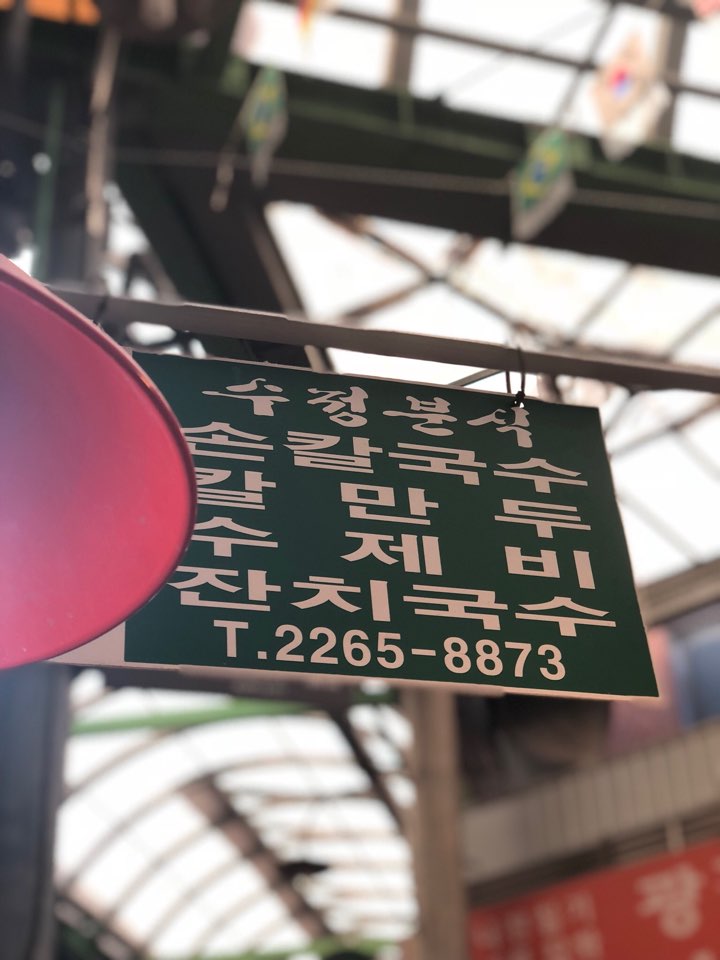 수정분식
손칼국수
칼 만 두
수 제 비
잔치국수
T.2265-8873
광